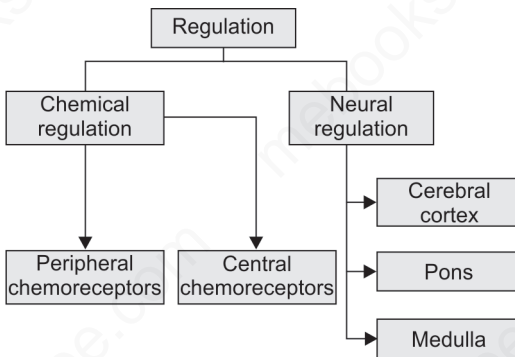 Regulation
Chemical
regulation
Neural
regulation
Cerebral
cortex
Peripheral
chemoreceptors
Central
chemoreceptors
Pons
Medulla